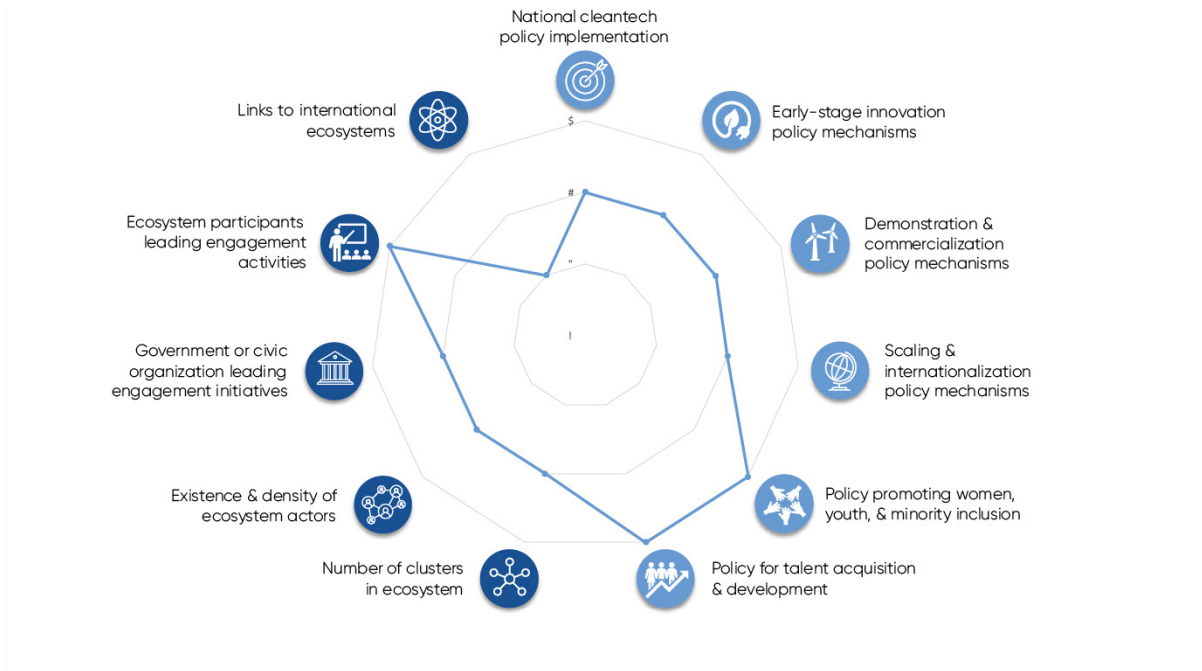 National cleantech
policy implementation
Links to international
ecosystems
Early-stage innovation
policy mechanisms
$
#
"
!
Ecosystem participants
leading engagement
activities
Demonstration &
commercialization
policy mechanisms
Government or civic
organization leading
engagement initiatives
Scaling &
internationalization
policy mechanisms
Existence & density of
ecosystem actors
Policy promoting women,
youth, & minority inclusion
Number of clusters
in ecosystem
Policy for talent acquisition
& development